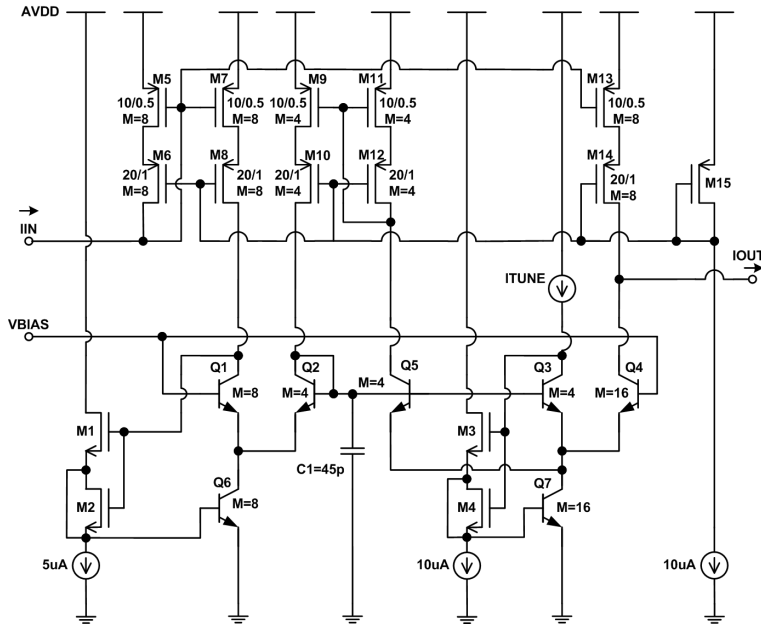 AVDD
M5
M7
M9
M11
M13
10/0.5
M=8
10/0.5
M=8
10/0.5
M=4
10/0.5
M=4
10/0.5
M=8
M6
M8
M10
M12
M14
20/1
M=8
20/1
M=8
20/1
M=4
20/1
M=4
20/1
M=8
M15
IIN
IOUT
ITUNE
VBIAS
Q1
Q2
Q5
Q3
Q4
M=8
M=4
M=4
M=4
M=16
M1
M3
C1=45p
M2
Q6
M=8
M4
Q7
M=16
5uA
10uA
10uA